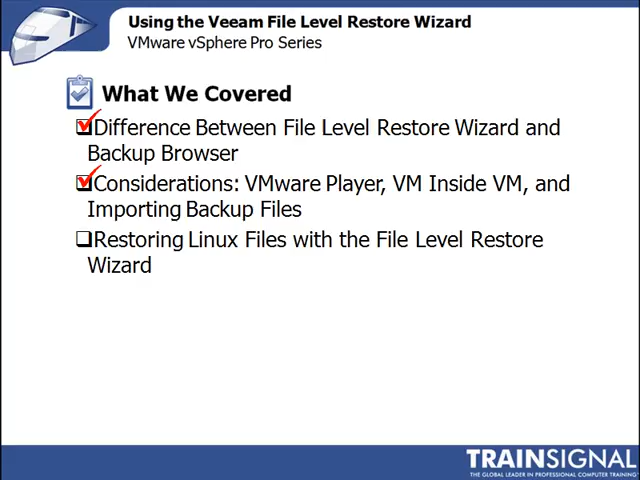 Using the Veeam File Level Restore Wizard
VMware vSphere Pro Series
What We Covered
Difference Between File Level Restore Wizard and
Backup Browser
Considerations: VMware Player, VM Inside VM, and
Importing Backup Files
Restoring Linux Files with the File Level Restore
Wizard
TRAINSIGNAL
THE GLOBAL LEADER IN PROFESSIONAL COMPUTER TRAINING